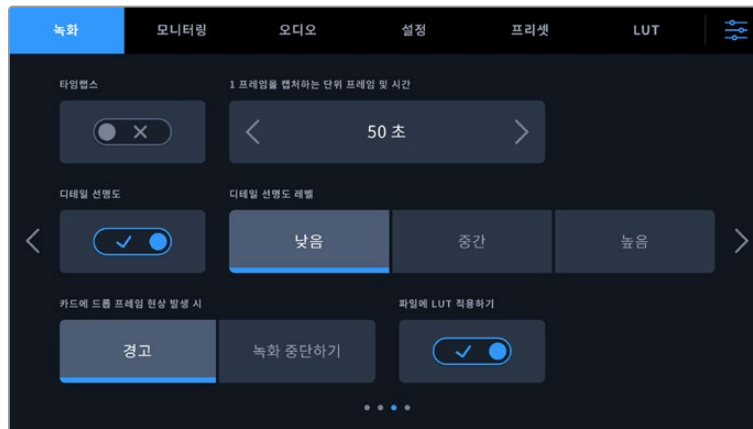 녹화 모니터링 오디오 설정 프리셋 LUT
타임랩스 1 프레임을 캡처하는 단위 프레임 및 시간
50 초
디테일 선명도 디테일 선명도 레벨
낮음 중간 높음
카드에 드롭 프레임 현상 발생 시 파일에 LUT 적용하기
경고 녹화 중단하기